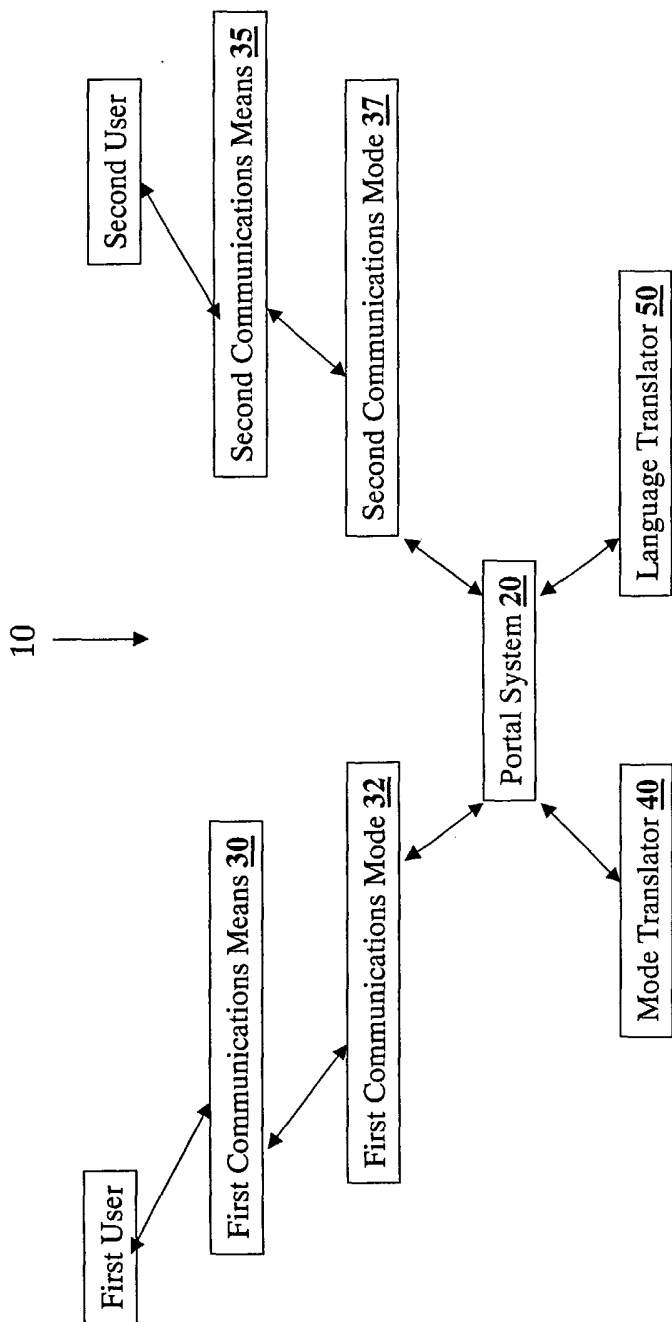 10
First User
Second User
First Communications Means 30
Second Communications Means 35
First Communications Mode 32
Second Communications Mode 37
Portal System 20
Mode Translator 40
Language Translator 50